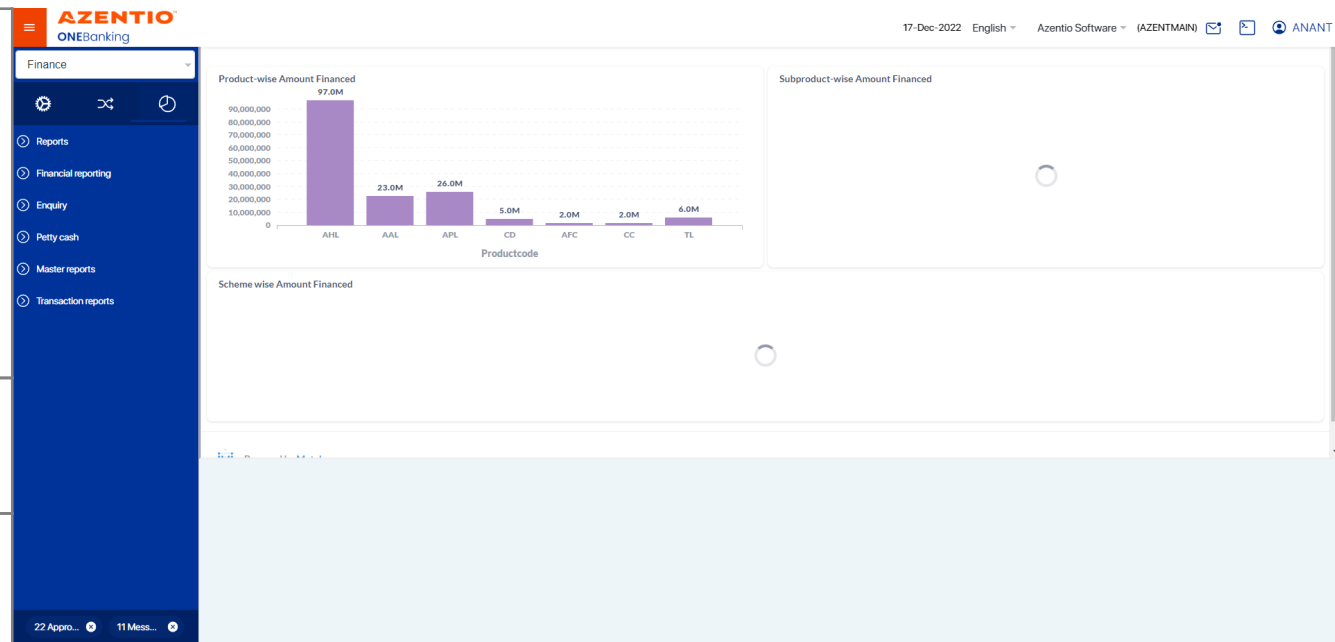 AZENTIO
ONEBanking
17-Dec-2022 English Azentio Software (AZENTMAIN) ANANT
Finance
Reports
Financial reporting
Enquiry
Petty cash
Master reports
Transaction reports
22 Appro... 11 Mess...
Product-wise Amount Financed
97.0M
90,000,000
80,000,000
70,000,000
60,000,000
50,000,000
40,000,000
30,000,000
20,000,000
10,000,000
0
23.0M
26.0M
5.0M
2.0M
2.0M
6.0M
AHL AAL APL CD AFC CC TL
Productcode
Subproduct-wise Amount Financed
Scheme wise Amount Financed